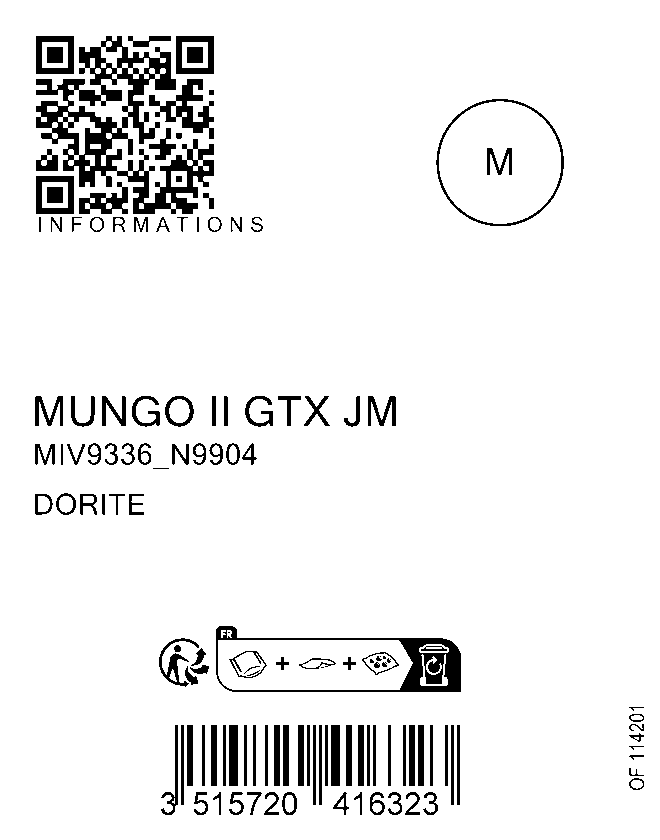 INFORMATIONS
M
MUNGO II GTX JM
MIV9336_N9904
DORITE
FR
3 515720 416323
OF 114201